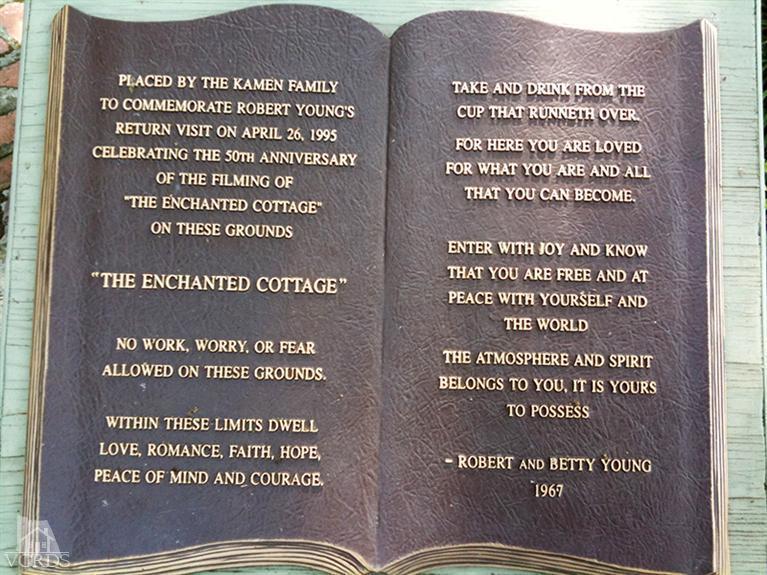 PLACED BY THE KAMEN FAMILY
TO COMMEMORATE ROBERT YOUNG'S
RETURN VISIT ON APRIL 26, 1995
CELEBRATING THE 50TH ANNIVERSARY
OF THE FILMING OF
"THE ENCHANTED COTTAGE"
ON THESE GROUNDS
"THE ENCHANTED COTTAGE"
NO WORK, WORRY, OR FEAR
ALLOWED ON THESE GROUNDS.
WITHIN THESE LIMITS DWELL
LOVE, ROMANCE, FAITH, HOPE,
PEACE OF MIND AND COURAGE.
TAKE AND DRINK FROM THE
CUP THAT RUNNETH OVER.
FOR HERE YOU ARE LOVED
FOR WHAT YOU ARE AND ALL
THAT YOU CAN BECOME.
ENTER WITH JOY AND KNOW
THAT YOU ARE FREE AND AT
PEACE WITH YOURSELF AND
THE WORLD
THE ATMOSPHERE AND SPIRIT
BELONGS TO YOU, IT IS YOURS
TO POSSESS
- ROBERT AND BETTY YOUNG
1967
VCRDS